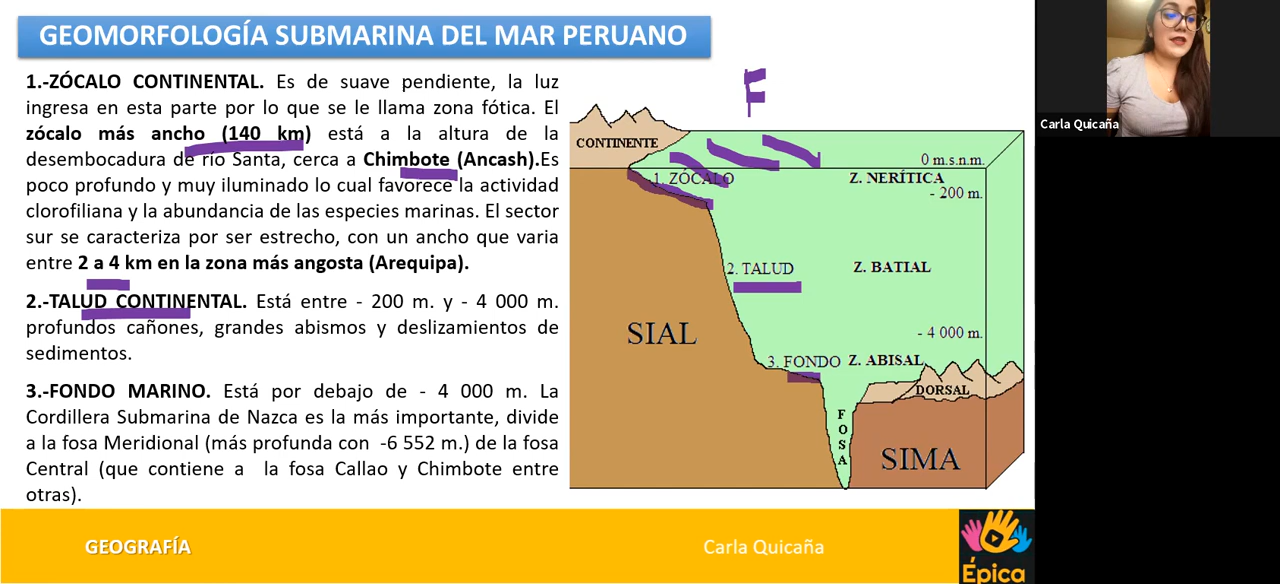 GEOMORFOLOGÍA SUBMARINA DEL MAR PERUANO
1.-ZÓCALO CONTINENTAL. Es de suave pendiente, la luz
ingresa en esta parte por lo que se le llama zona fótica. El
zócalo más ancho (140 km) está a la altura de la
desembocadura de río Santa, cerca a Chimbote (Ancash).Es
poco profundo y muy iluminado lo cual favorece la actividad
clorofiliana y la abundancia de las especies marinas. El sector
sur se caracteriza por ser estrecho, con un ancho que varia
entre 2 a 4 km en la zona más angosta (Arequipa).
2.-TALUD CONTINENTAL. Está entre - 200 m. y - 4 000 m.
profundos cañones, grandes abismos y deslizamientos de
sedimentos.
3.-FONDO MARINO. Está por debajo de - 4 000 m. La
Cordillera Submarina de Nazca es la más importante, divide
a la fosa Meridional (más profunda con -6 552 m.) de la fosa
Central (que contiene a la fosa Callao y Chimbote entre
otras).
F
CONTINENTE
0 m.s.n.m.
1. ZÓCALO
Z. NERÍTICA
- 200 m.
2. TALUD
Z. BATIAL
SIAL
- 4 000 m.
3. FONDO
Z. ABISAL
DORSAL
FOSA
SIMA
Carla Quicaña
GEOGRAFÍA
Carla Quicaña
Épica